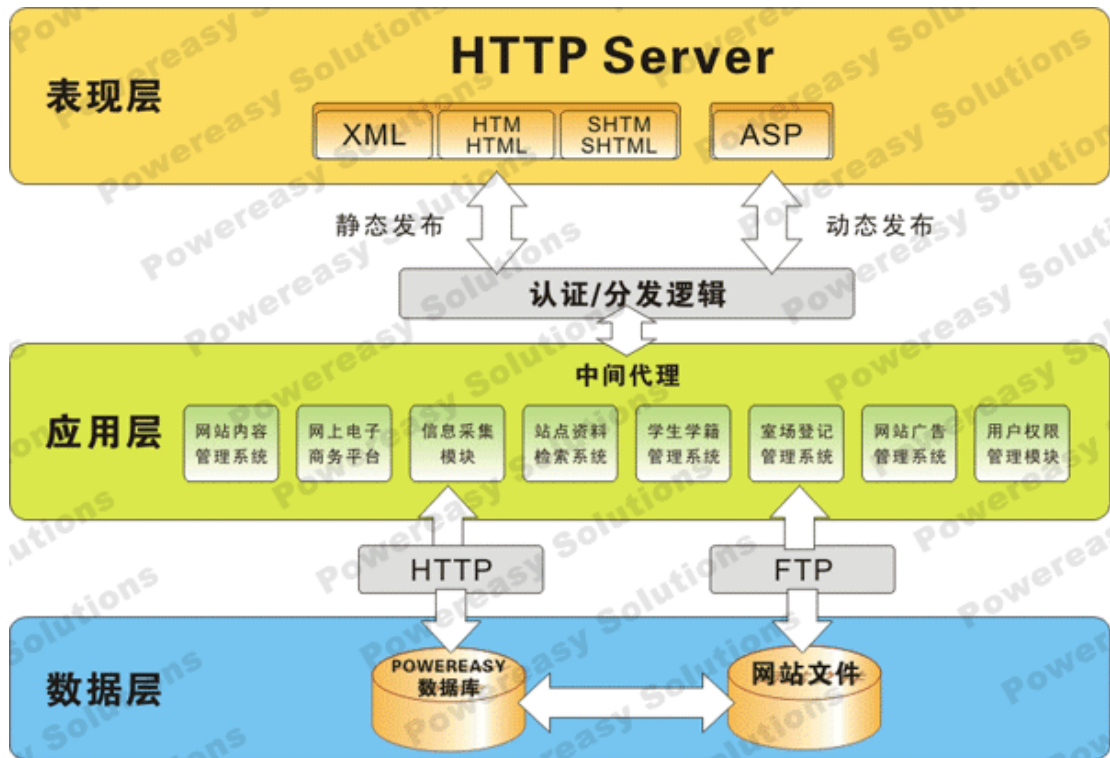 HTTP Server
表现层
XML
HTM
HTML
SHTM
SHTML
ASP
静态发布
动态发布
认证/分发逻辑
中间代理
应用层
网站内容
管理系统
网上电子
商务平台
信息采集
模块
站点资料
检索系统
学生学籍
管理系统
室场登记
管理系统
网站广告
管理系统
用户权限
管理模块
HTTP
FTP
数据层
POWEREASY
数据库
网站文件
Powereasy Solutions